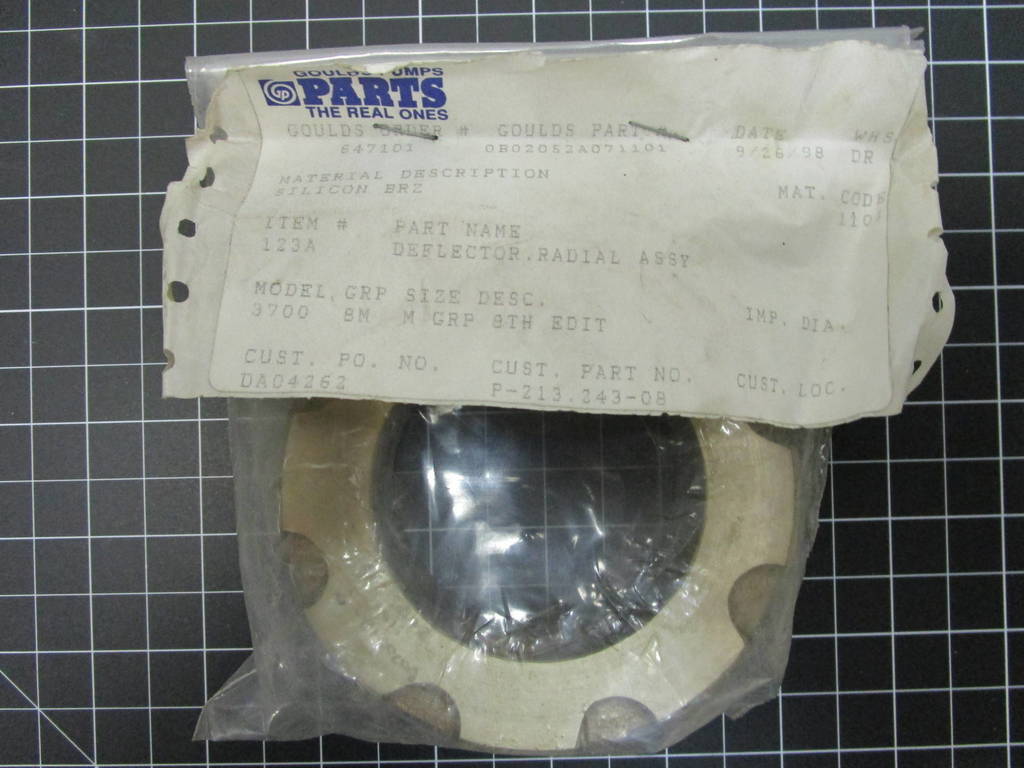 GOULDS PUMPS
PARTS
THE REAL ONES
GOULDS ORDER # GOULDS PART # DATE WHS
647101 0B02052A071101 9/26/98 DR
MATERIAL DESCRIPTION MAT. CODE
SILICON BRZ 110
ITEM # PART NAME
123A DEFLECTOR,RADIAL ASSY
MODEL GRP SIZE DESC. IMP. DIA.
3700 BM M GRP 8TH EDIT
CUST. PO. NO. CUST. PART NO. CUST. LOC.
DA04262 P-213.243-08